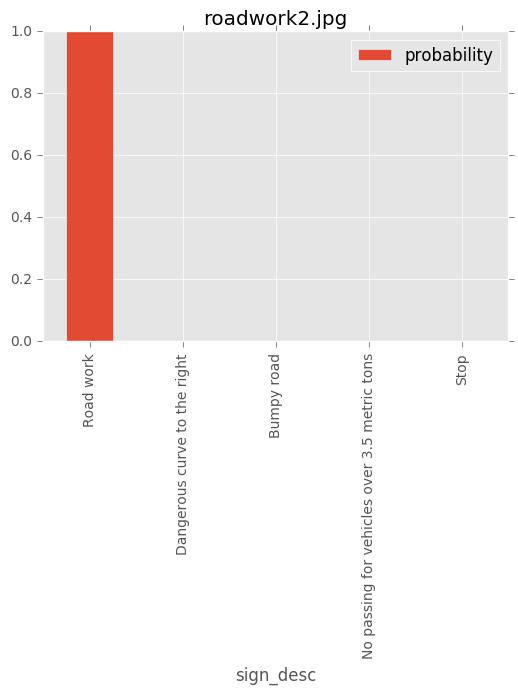 roadwork2.jpg
probability
1.0
0.8
0.6
0.4
0.2
0.0
Road work
Dangerous curve to the right
Bumpy road
No passing for vehicles over 3.5 metric tons
Stop
sign_desc